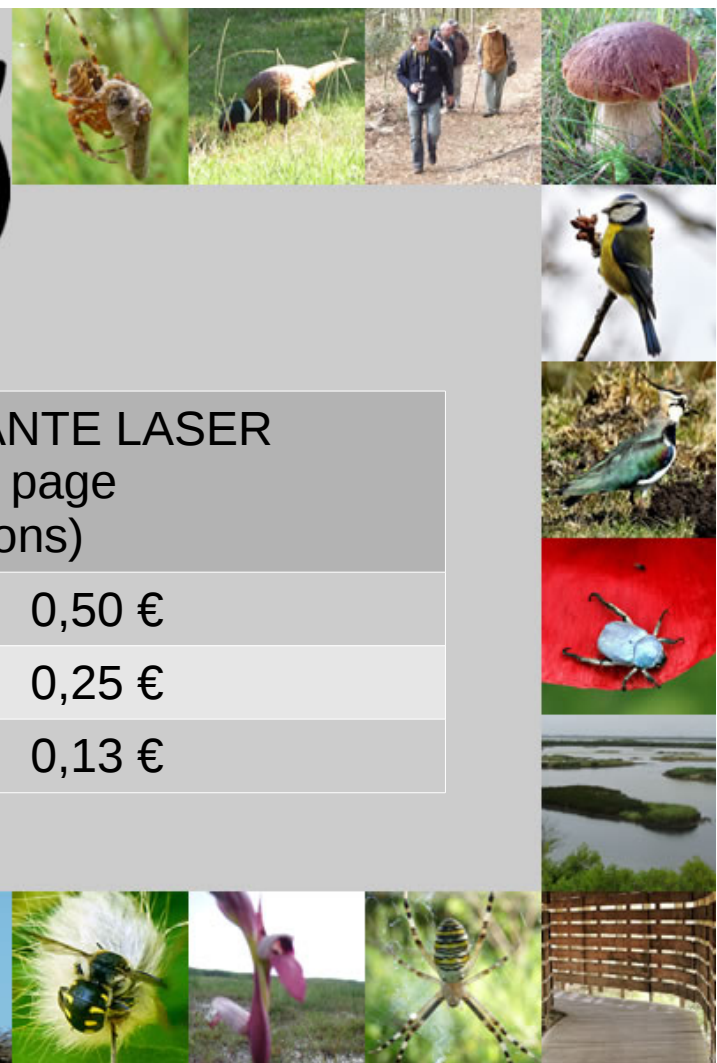 ANTE LASER
page
ons)
0,50 €
0,25 €
0,13 €